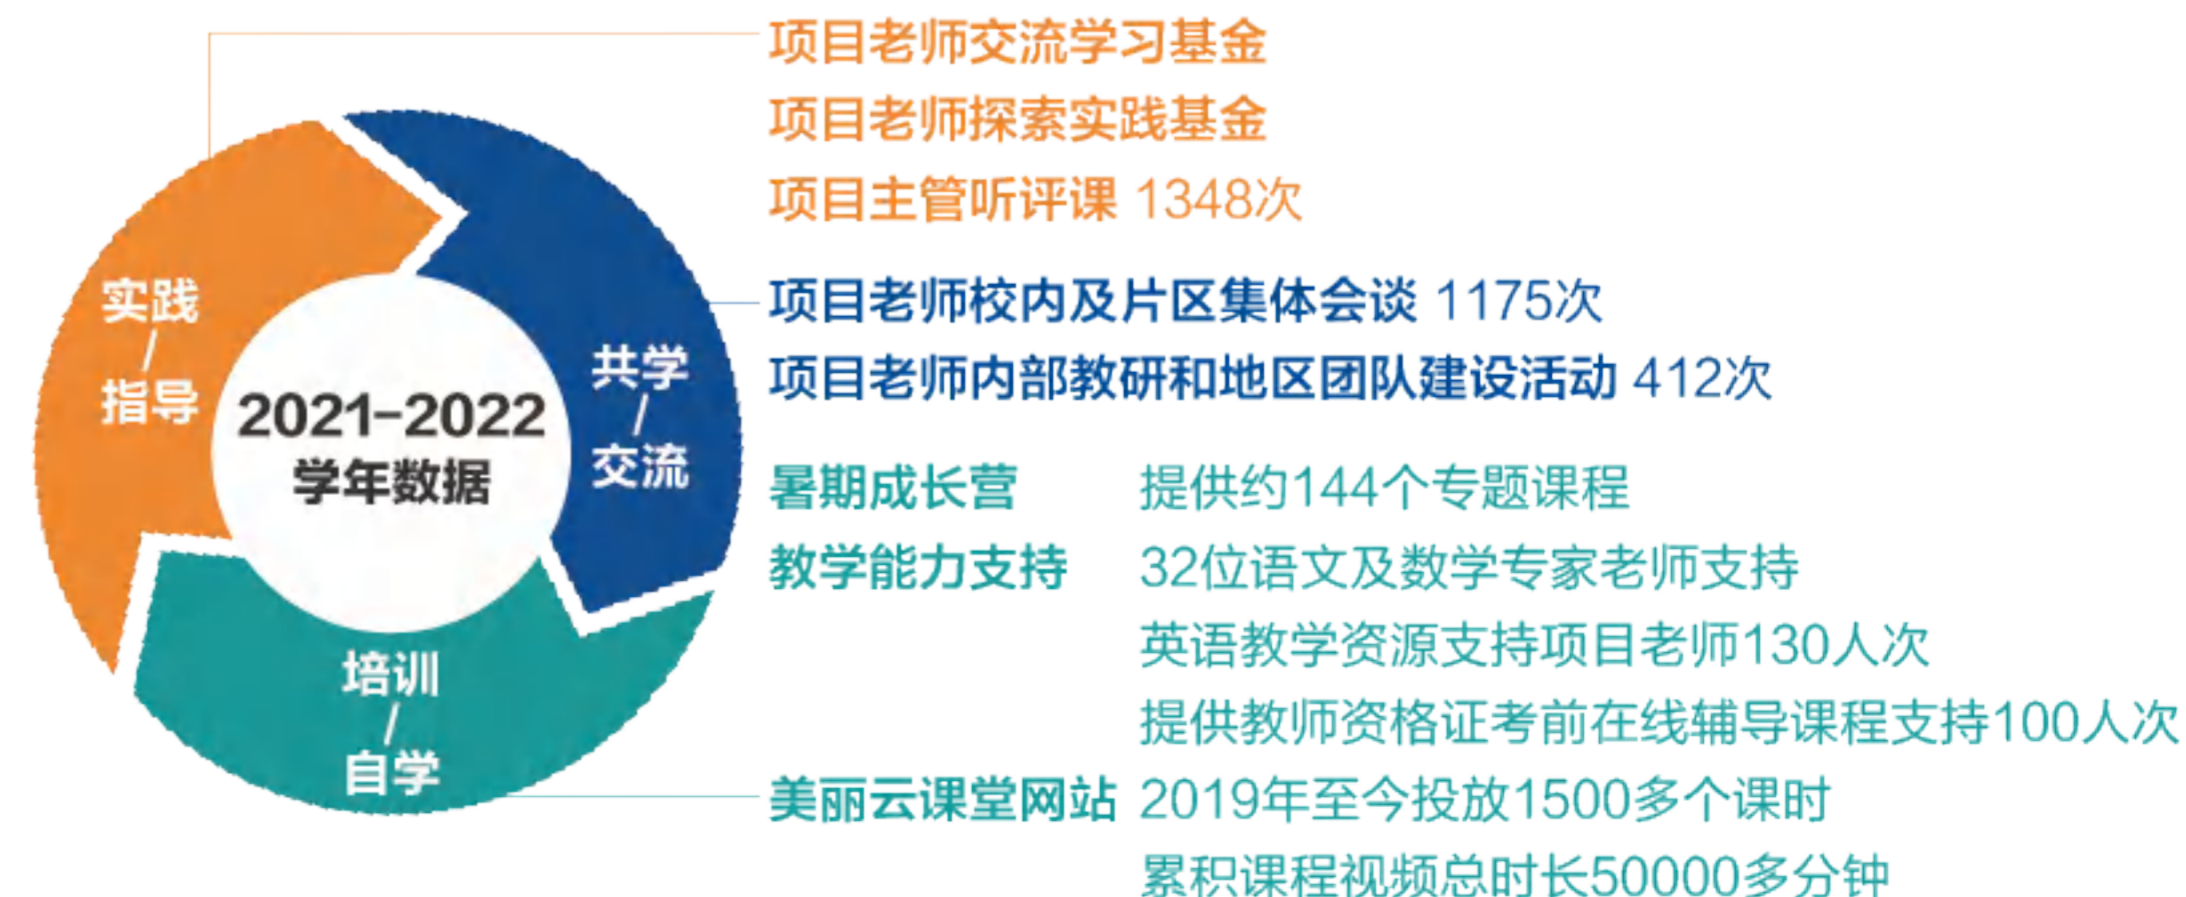 项目老师交流学习基金
项目老师探索实践基金
项目主管听评课 1348次
项目老师校内及片区集体会谈 1175次
项目老师内部教研和地区团队建设活动 412次
暑期成长营 提供约144个专题课程
教学能力支持 32位语文及数学专家老师支持
英语教学资源支持项目老师130人次
提供教师资格证考前在线辅导课程支持100人次
美丽云课堂网站 2019年至今投放1500多个课时
累积课程视频总时长50000多分钟
实践
/
指导
共学
/
交流
2021-2022
学年数据
培训
/
自学